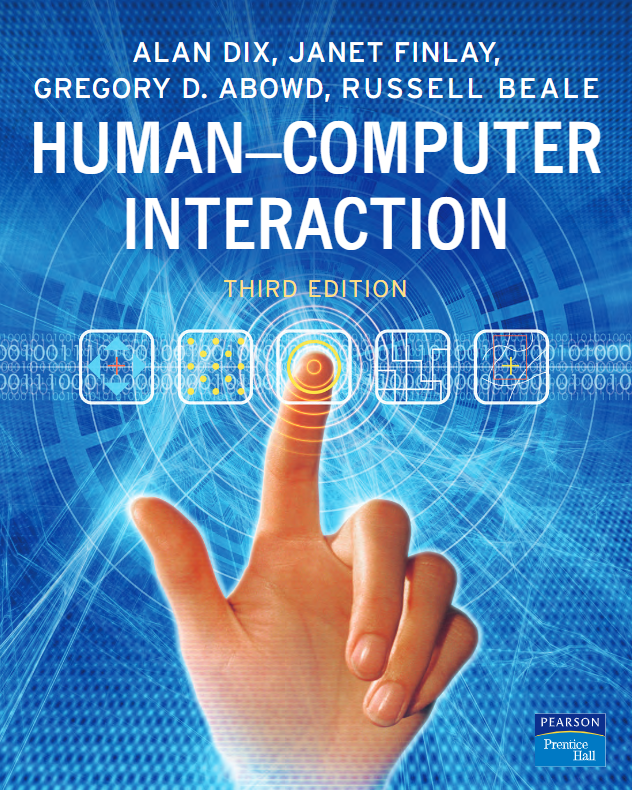 ALAN DIX, JANET FINLAY,
GREGORY D. ABOWD, RUSSELL BEALE
HUMAN–COMPUTER
INTERACTION
THIRD EDITION
PEARSON
Prentice
Hall